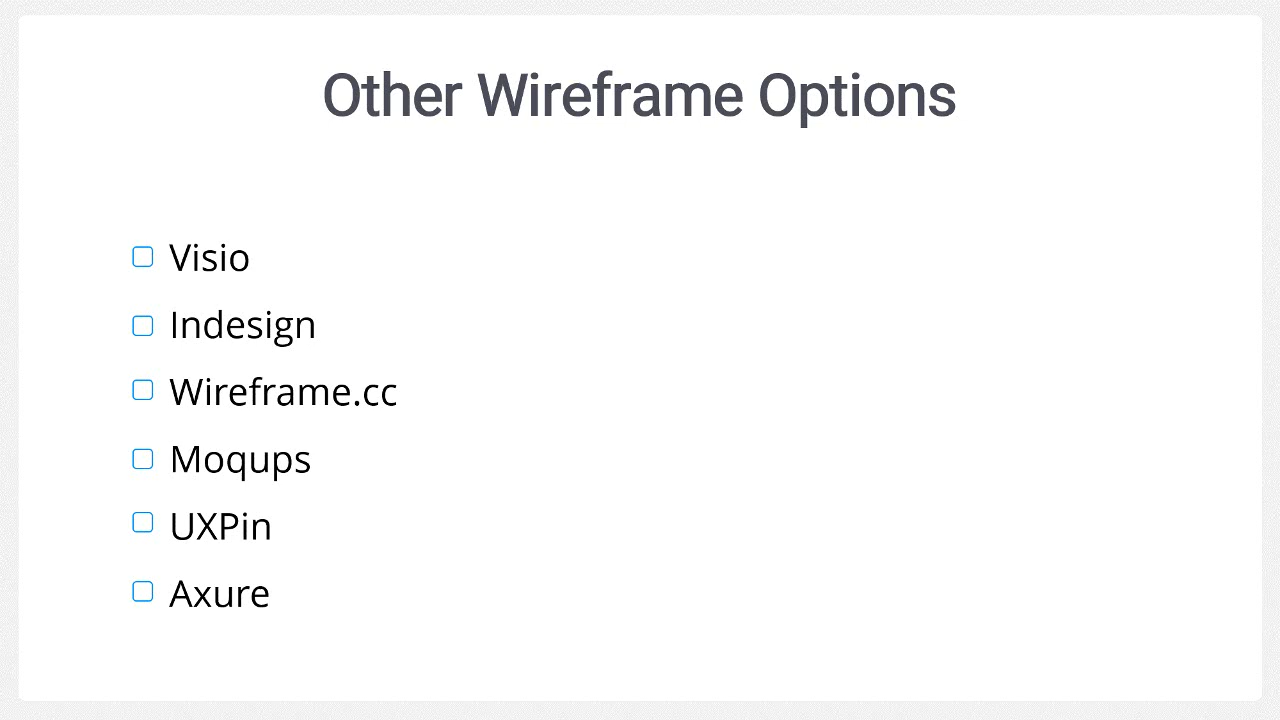 Other Wireframe Options
Visio
Indesign
Wireframe.cc
Moqups
UXPin
Axure